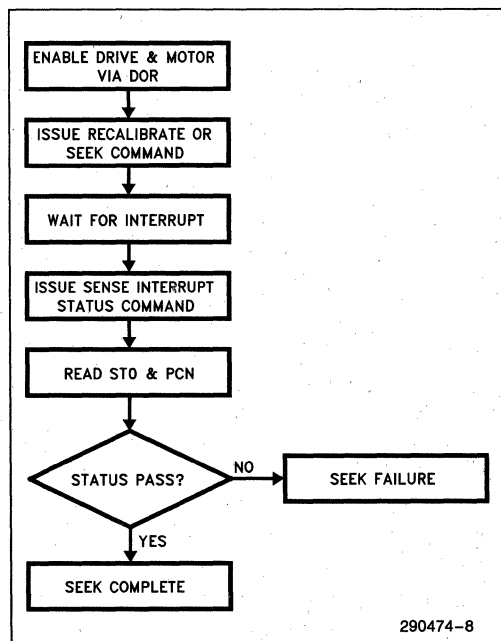 ENABLE DRIVE & MOTOR
VIA DOR
ISSUE RECALIBRATE OR
SEEK COMMAND
WAIT FOR INTERRUPT
ISSUE SENSE INTERRUPT
STATUS COMMAND
READ ST0 & PCN
STATUS PASS?
NO
SEEK FAILURE
YES
SEEK COMPLETE
290474-8